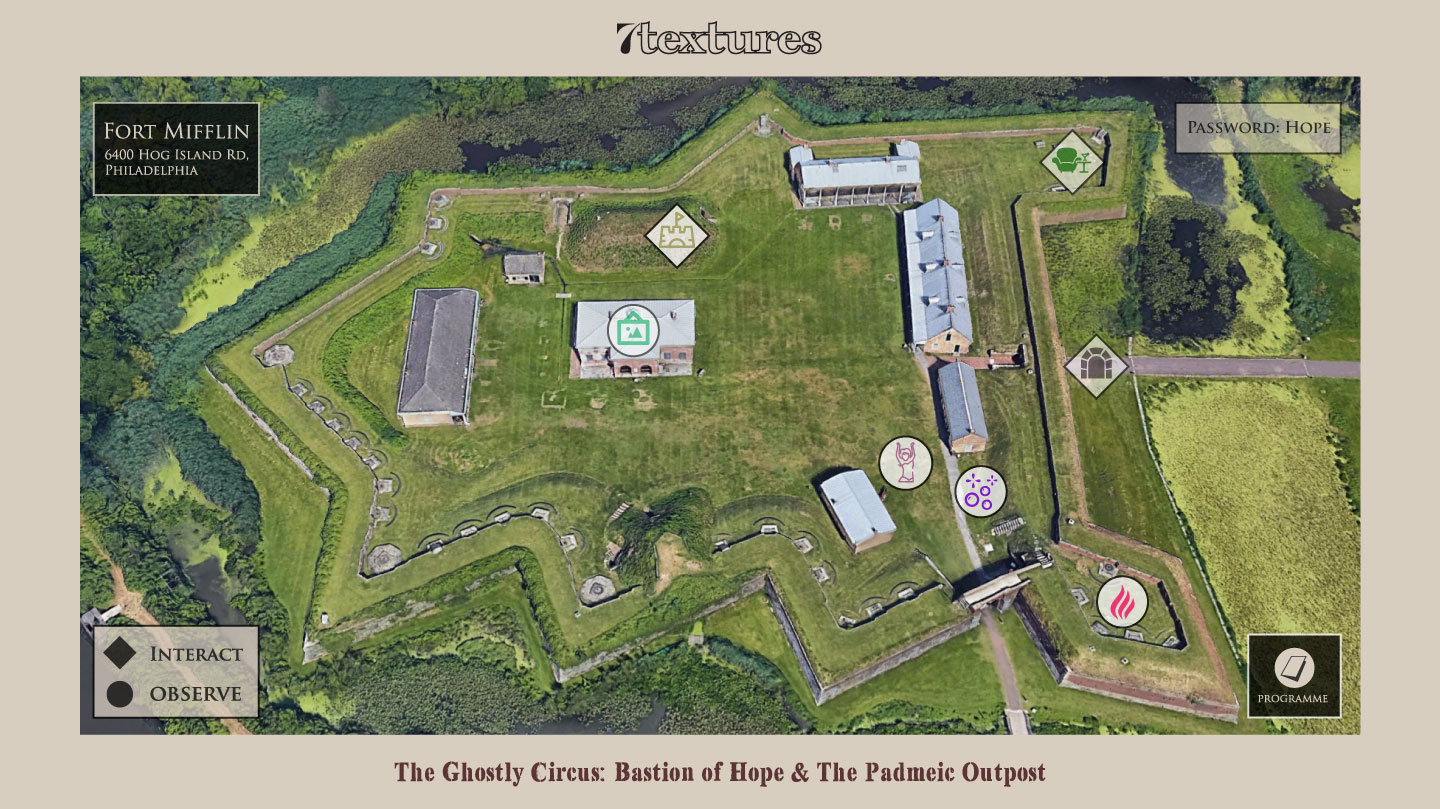 7textures
Fort Mifflin
6400 Hog Island Rd,
Philadelphia
Password: Hope
Interact
OBSERVE
PROGRAMME
The Ghostly Circus: Bastion of Hope & The Padmeic Outpost